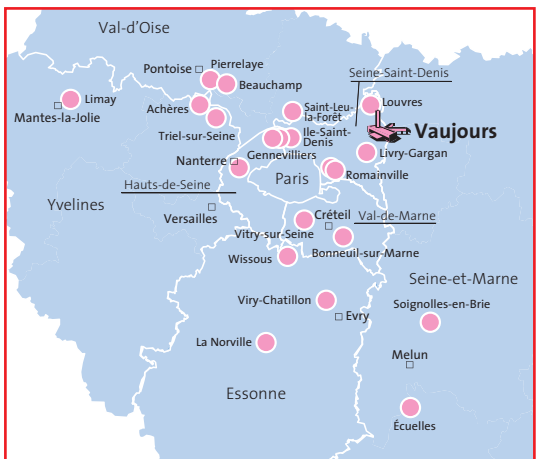 Val-d'Oise
Pierrelaye
Pontoise
Beauchamp
Seine-Saint-Denis
Limay
Mantes-la-Jolie
Achères
Saint-Leu-
la-Forêt
Louvres
Triel-sur-Seine
Vaujours
Ile-Saint-
Denis
Gennevilliers
Livry-Gargan
Nanterre
Romainville
Paris
Hauts-de-Seine
Yvelines
Versailles
Créteil
Val-de-Marne
Vitry-sur-Seine
Bonneuil-sur-Marne
Wissous
Seine-et-Marne
Viry-Chatillon
Soignolles-en-Brie
Evry
La Norville
Melun
Essonne
Écuelles